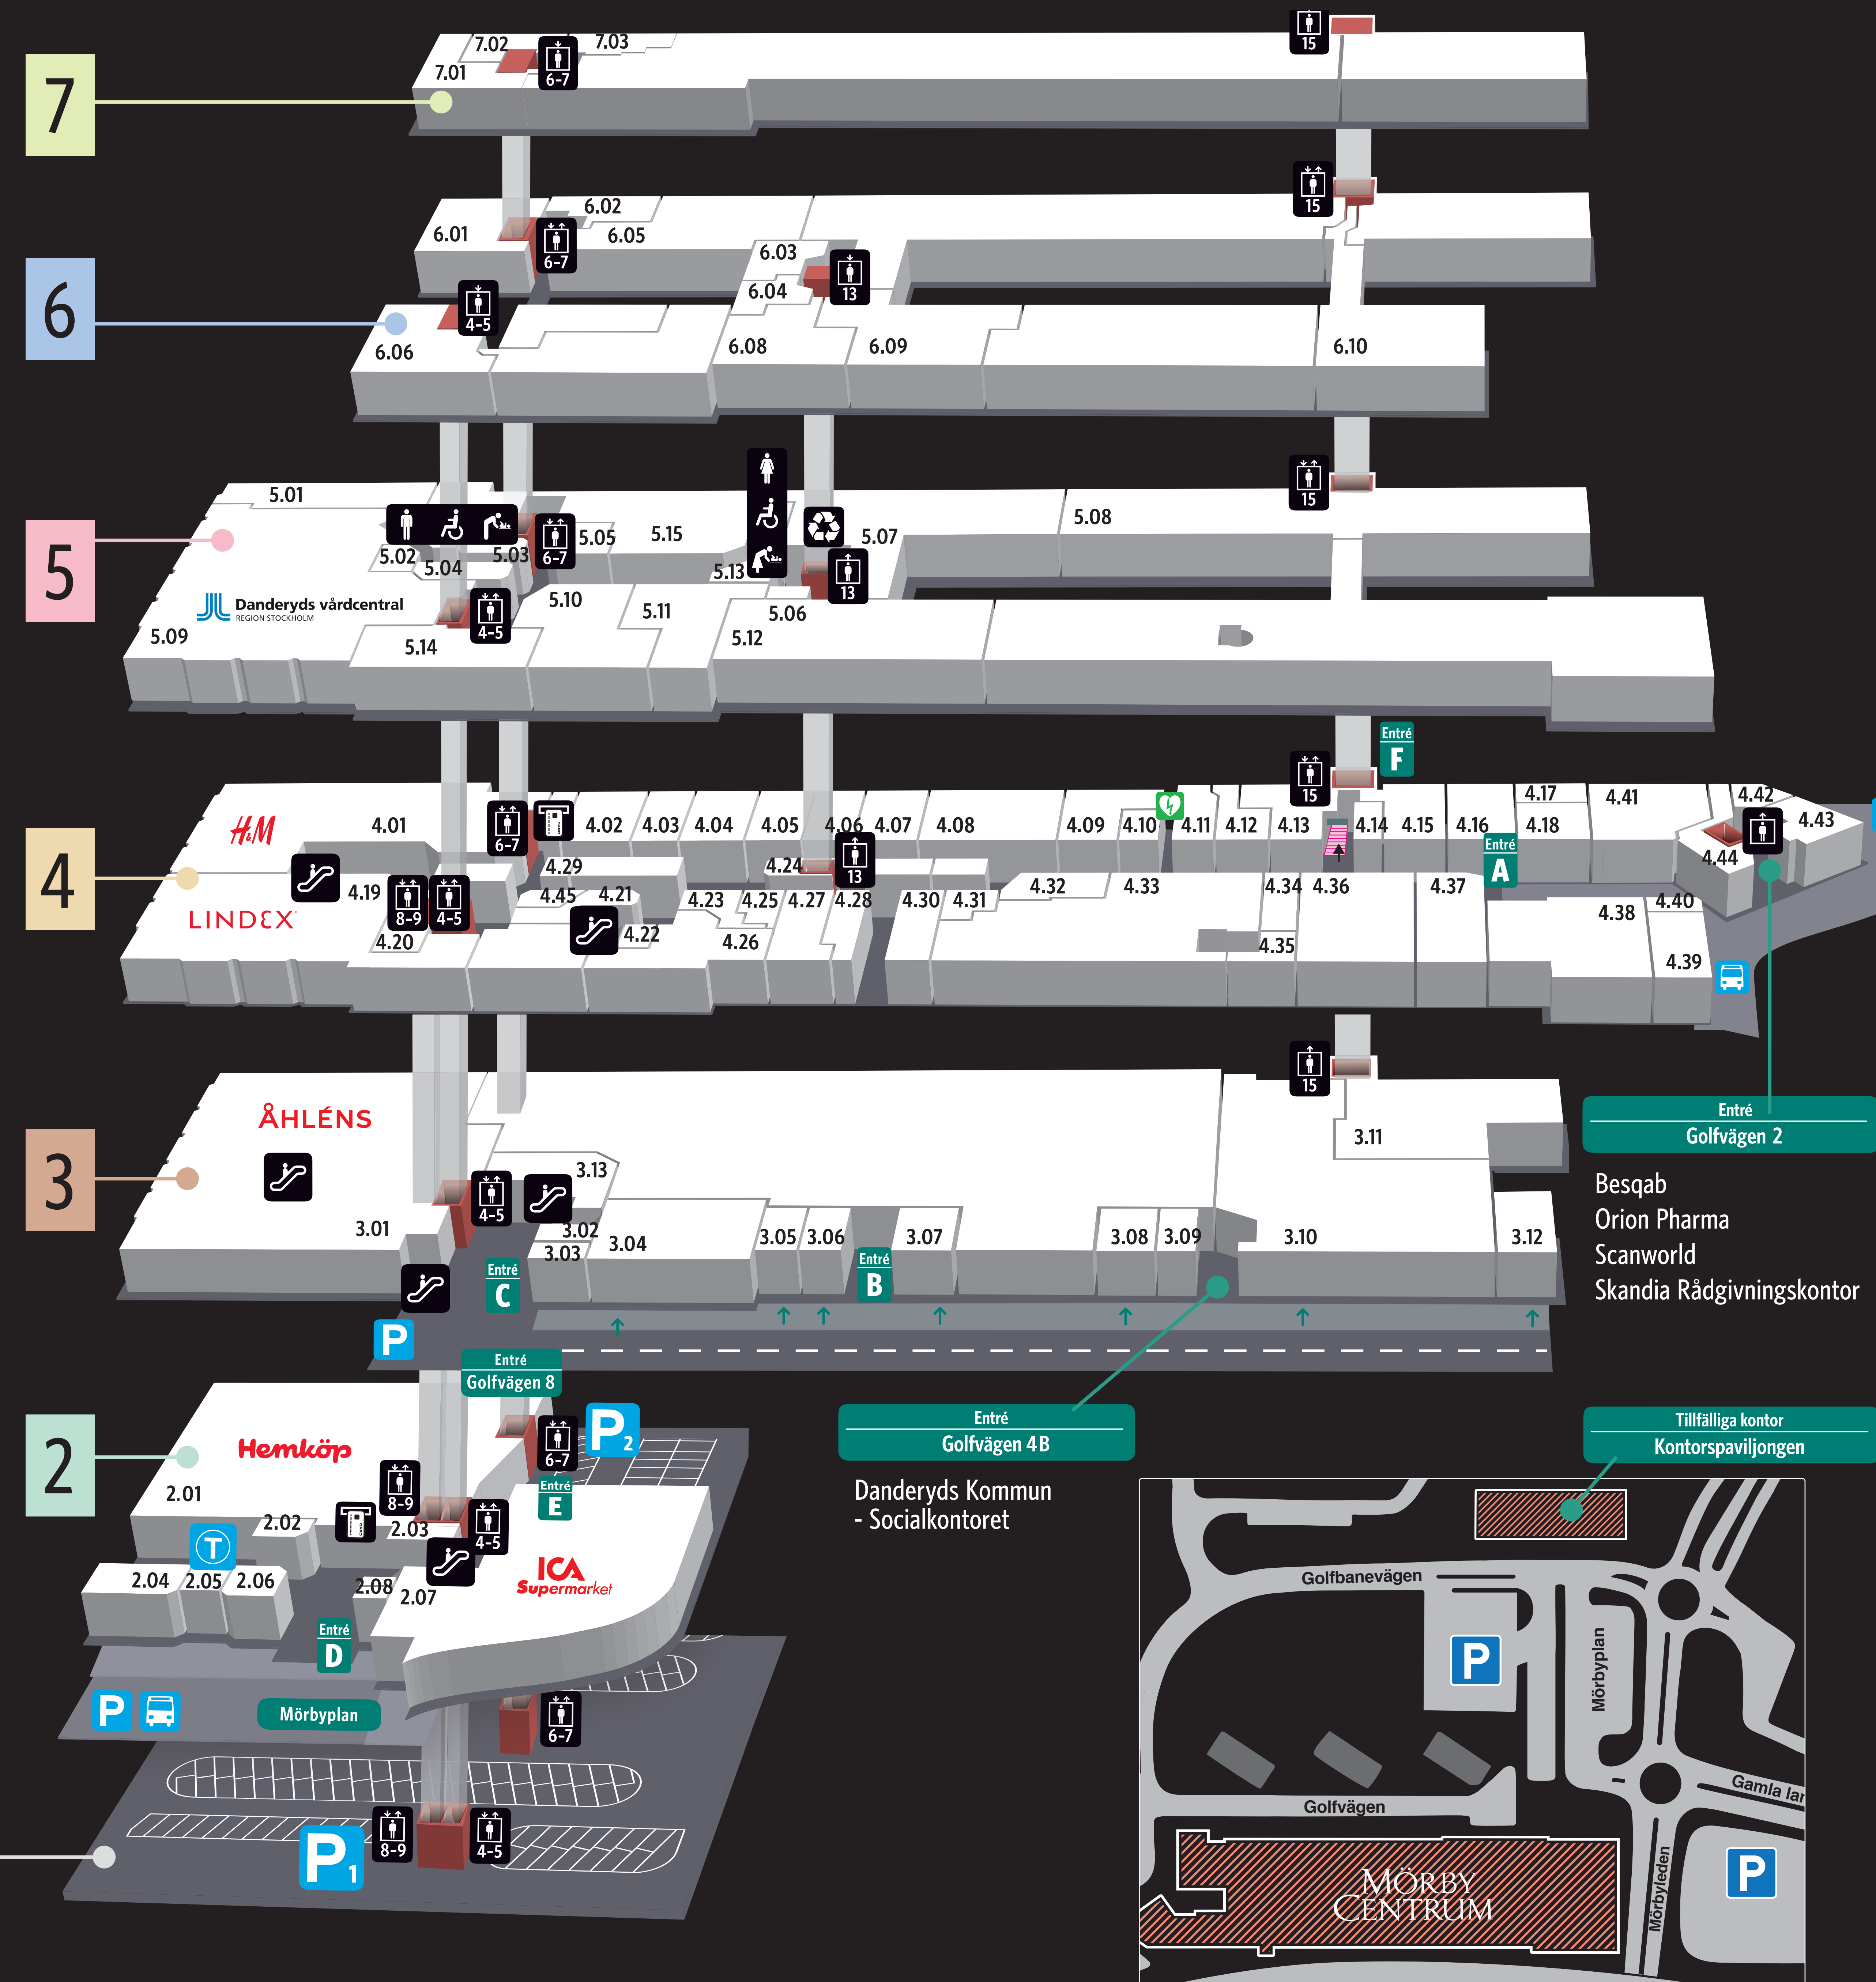 7
7.02
7.03
7.01
6-7
15
6
6.02
6.01
6.05
6-7
15
6.03
6.04
13
4-5
6.06
6.08
6.09
6.10
5
5.01
5.02
5.03
5.04
6-7
5.05
5.15
5.13
5.07
13
5.08
15
Danderyds vårdcentral
REGION STOCKHOLM
5.09
4-5
5.14
5.10
5.11
5.06
5.12
4
H&M
4.01
6-7
4.02
4.03
4.04
4.05
4.06
4.07
4.08
4.09
4.10
4.11
4.12
4.13
15
Entré
F
4.14
4.15
4.16
4.17
4.18
4.41
4.42
4.43
4.44
Entré
A
4.29
4.24
13
4.19
8-9
4-5
4.45
4.21
4.22
4.23
4.25
4.27
4.28
4.30
4.31
4.32
4.33
4.34
4.36
4.37
4.38
4.40
LINDEX
4.20
4.26
4.35
4.39
3
ÅHLÉNS
15
3.11
3.13
4-5
3.01
3.02
3.03
3.04
3.05
3.06
3.07
3.08
3.09
3.10
3.12
Entré
C
Entré
B
P
Entré
Golfvägen 2
Besqab
Orion Pharma
Scanworld
Skandia Rådgivningskontor
Entré
Golfvägen 8
Entré
Golfvägen 4B
Danderyds Kommun
- Socialkontoret
2
Hemköp
2.01
6-7
P2
Entré
E
8-9
4-5
2.02
2.03
T
ICA
Supermarket
2.04
2.05
2.06
2.08
2.07
Entré
D
P
Mörbyplan
6-7
8-9
4-5
P1
Tillfälliga kontor
Kontorspaviljongen
Golfbanevägen
P
Mörbyplan
Golfvägen
Gamla lan
MÖRBY
CENTRUM
Mörbyleden
P